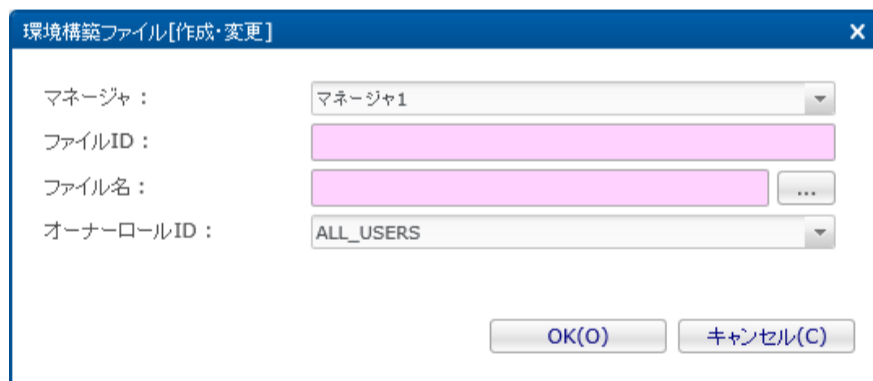 環境構築ファイル[作成・変更]
マネージャ： マネージャ1
ファイルID：
ファイル名： ...
オーナーロールID： ALL_USERS
OK(O) キャンセル(C)